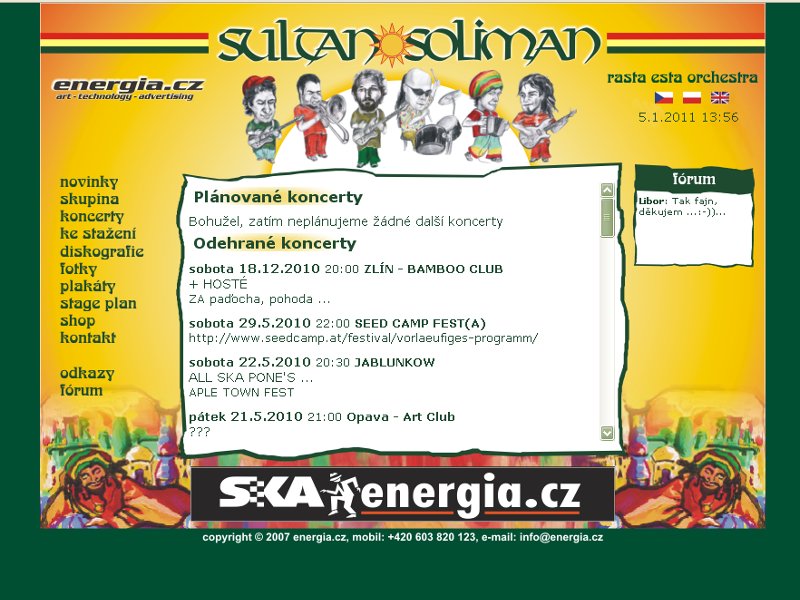 sultan soliman
energia.cz
art - technology - advertising
rasta esta orchestra
5.1.2011 13:56
novinky
skupina
koncerty
ke stažení
diskografie
fotky
plakáty
stage plan
shop
kontakt
odkazy
fórum
Plánované koncerty
Bohužel, zatím neplánujeme žádné další koncerty
Odehrané koncerty
sobota 18.12.2010 20:00 ZLÍN - BAMBOO CLUB
+ HOSTÉ
ZA paďocha, pohoda ...
sobota 29.5.2010 22:00 SEED CAMP FEST(A)
http://www.seedcamp.at/festival/vorlaeufiges-programm/
sobota 22.5.2010 20:30 JABLUNKOW
ALL SKA PONE'S ...
APLE TOWN FEST
pátek 21.5.2010 21:00 Opava - Art Club
???
fórum
Libor: Tak fajn,
děkujem ...:-))...
SKA energia.cz
copyright © 2007 energia.cz, mobil: +420 603 820 123, e-mail: info@energia.cz